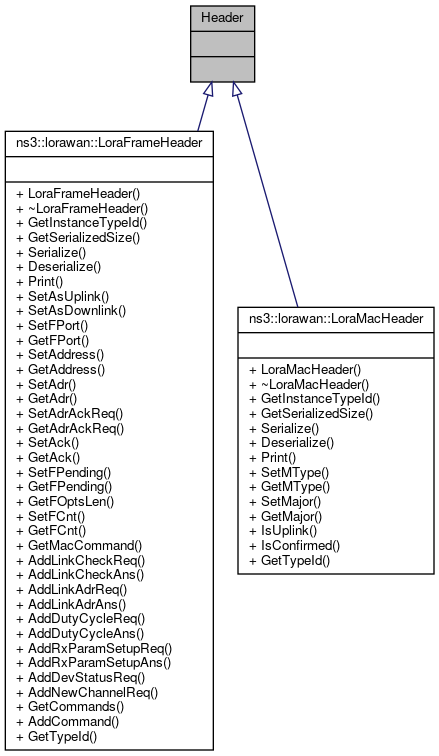 Header
ns3::lorawan::LoraFrameHeader
+ LoraFrameHeader()
+ ~LoraFrameHeader()
+ GetInstanceTypeId()
+ GetSerializedSize()
+ Serialize()
+ Deserialize()
+ Print()
+ SetAsUplink()
+ SetAsDownlink()
+ SetFPort()
+ GetFPort()
+ SetAddress()
+ GetAddress()
+ SetAdr()
+ GetAdr()
+ SetAdrAckReq()
+ GetAdrAckReq()
+ SetAck()
+ GetAck()
+ SetFPending()
+ GetFPending()
+ GetFOptsLen()
+ SetFCnt()
+ GetFCnt()
+ GetMacCommand()
+ AddLinkCheckReq()
+ AddLinkCheckAns()
+ AddLinkAdrReq()
+ AddLinkAdrAns()
+ AddDutyCycleReq()
+ AddDutyCycleAns()
+ AddRxParamSetupReq()
+ AddRxParamSetupAns()
+ AddDevStatusReq()
+ AddNewChannelReq()
+ GetCommands()
+ AddCommand()
+ GetTypeId()
ns3::lorawan::LoraMacHeader
+ LoraMacHeader()
+ ~LoraMacHeader()
+ GetInstanceTypeId()
+ GetSerializedSize()
+ Serialize()
+ Deserialize()
+ Print()
+ SetMType()
+ GetMType()
+ SetMajor()
+ GetMajor()
+ IsUplink()
+ IsConfirmed()
+ GetTypeId()